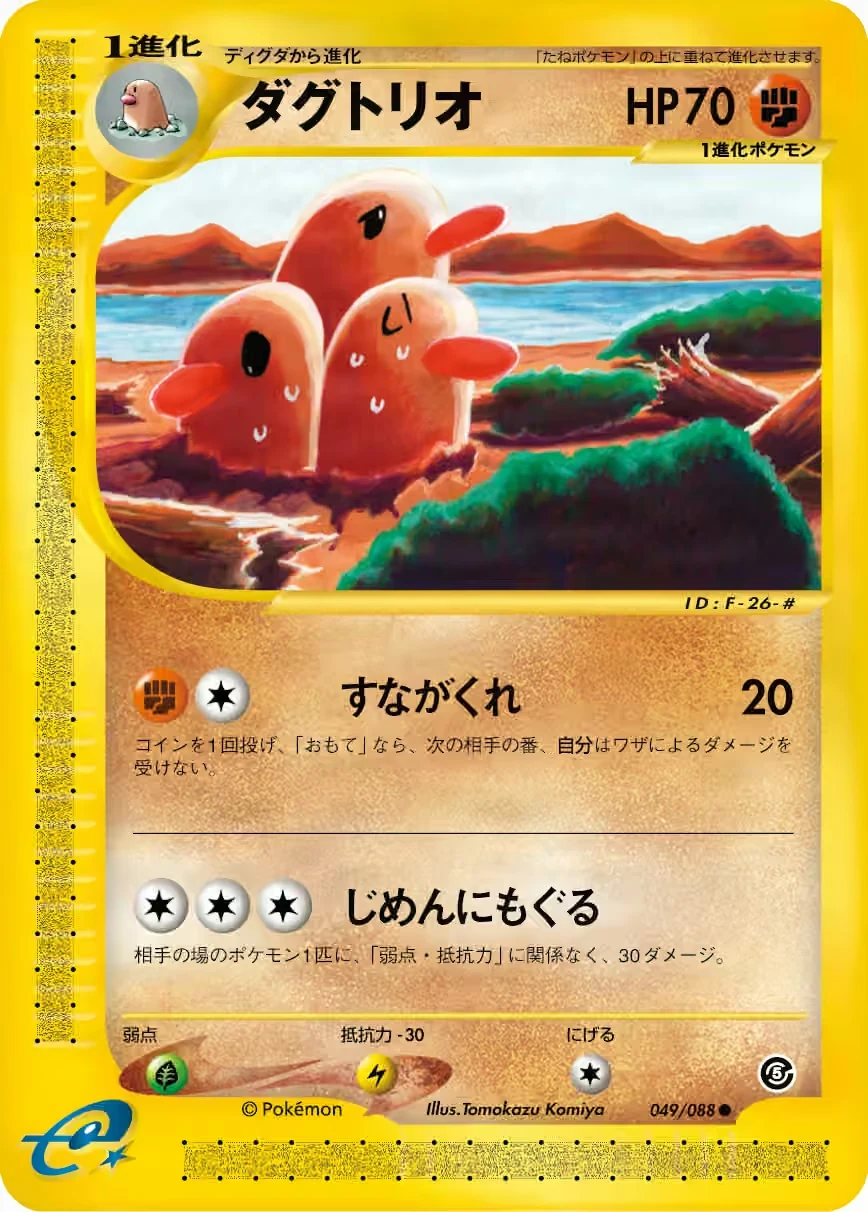 1進化
ディグダから進化
「たねポケモン」の上に重ねて進化させます。
ダグトリオ
HP70
1進化ポケモン
ID : F-26-#
すながくれ 20
コインを1回投げ、「おもて」なら、次の相手の番、自分はワザによるダメージを
受けない。
じめんにもぐる
相手の場のポケモン1匹に、「弱点・抵抗力」に関係なく、30ダメージ。
弱点 抵抗力 -30 にげる
5
© Pokémon Illus.Tomokazu Komiya 049/088 ●
e